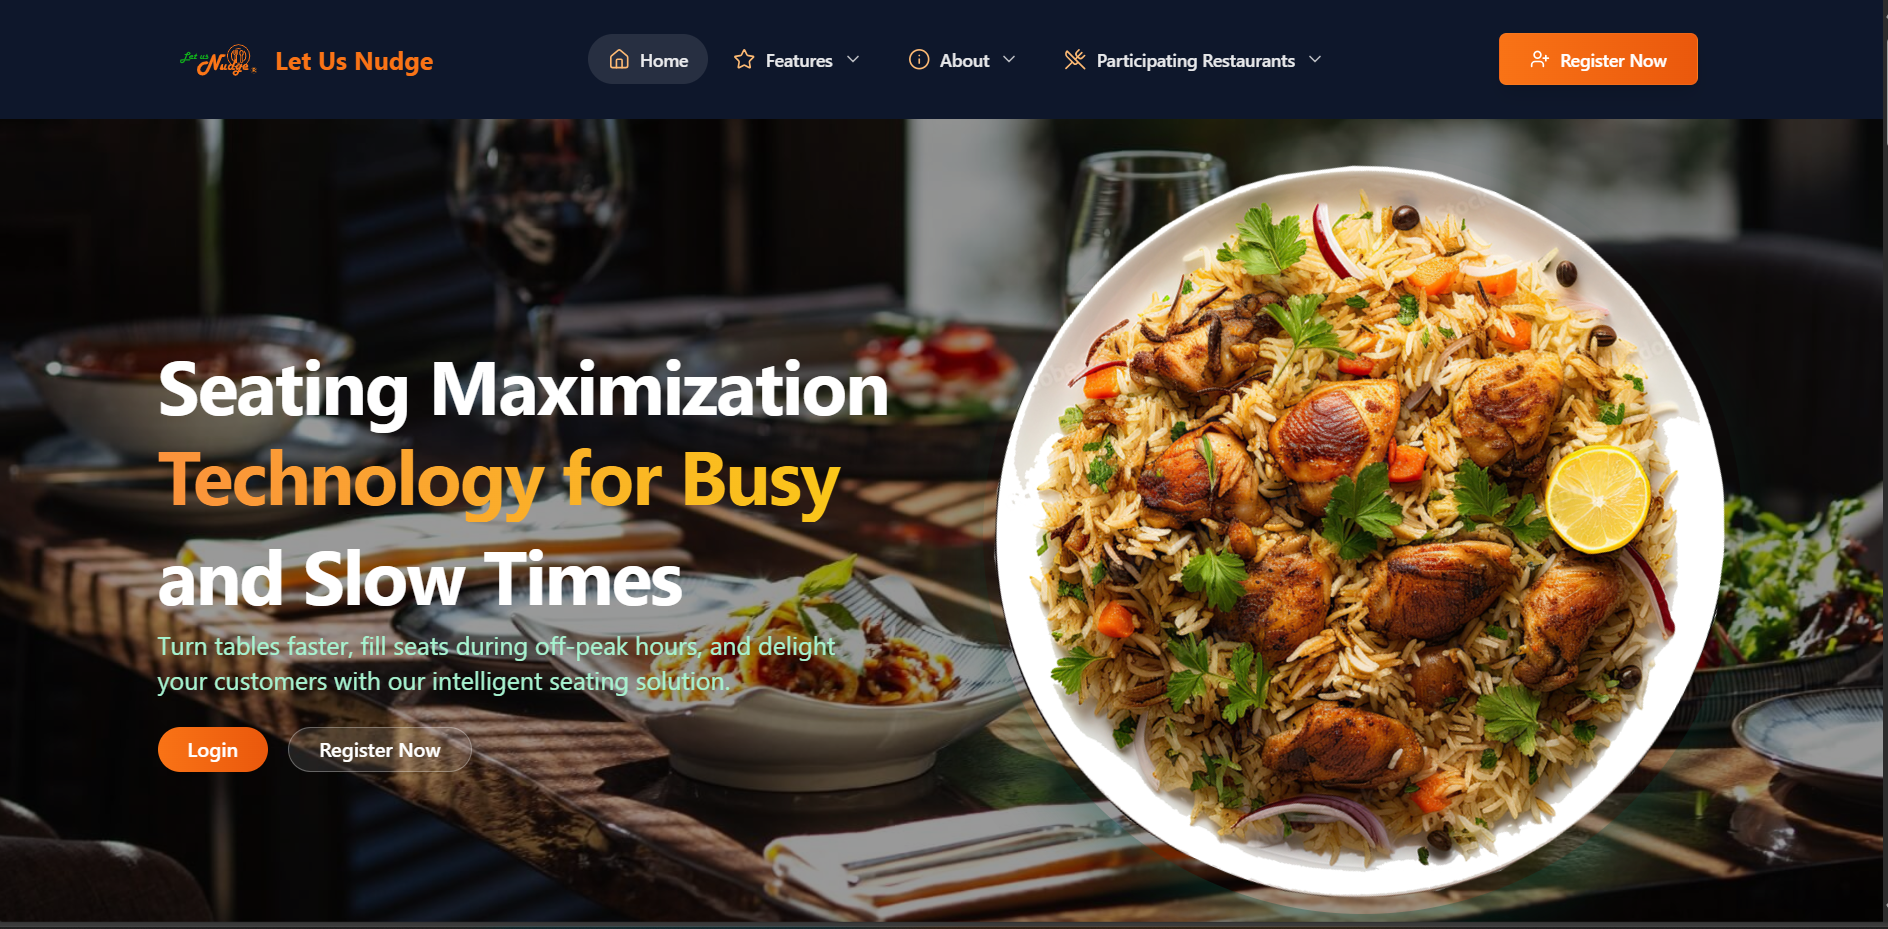 Let us
Nudge
Let Us Nudge
Home
Features
About
Participating Restaurants
Register Now
Seating Maximization
Technology for Busy
and Slow Times
Turn tables faster, fill seats during off-peak hours, and delight
your customers with our intelligent seating solution.
Login
Register Now